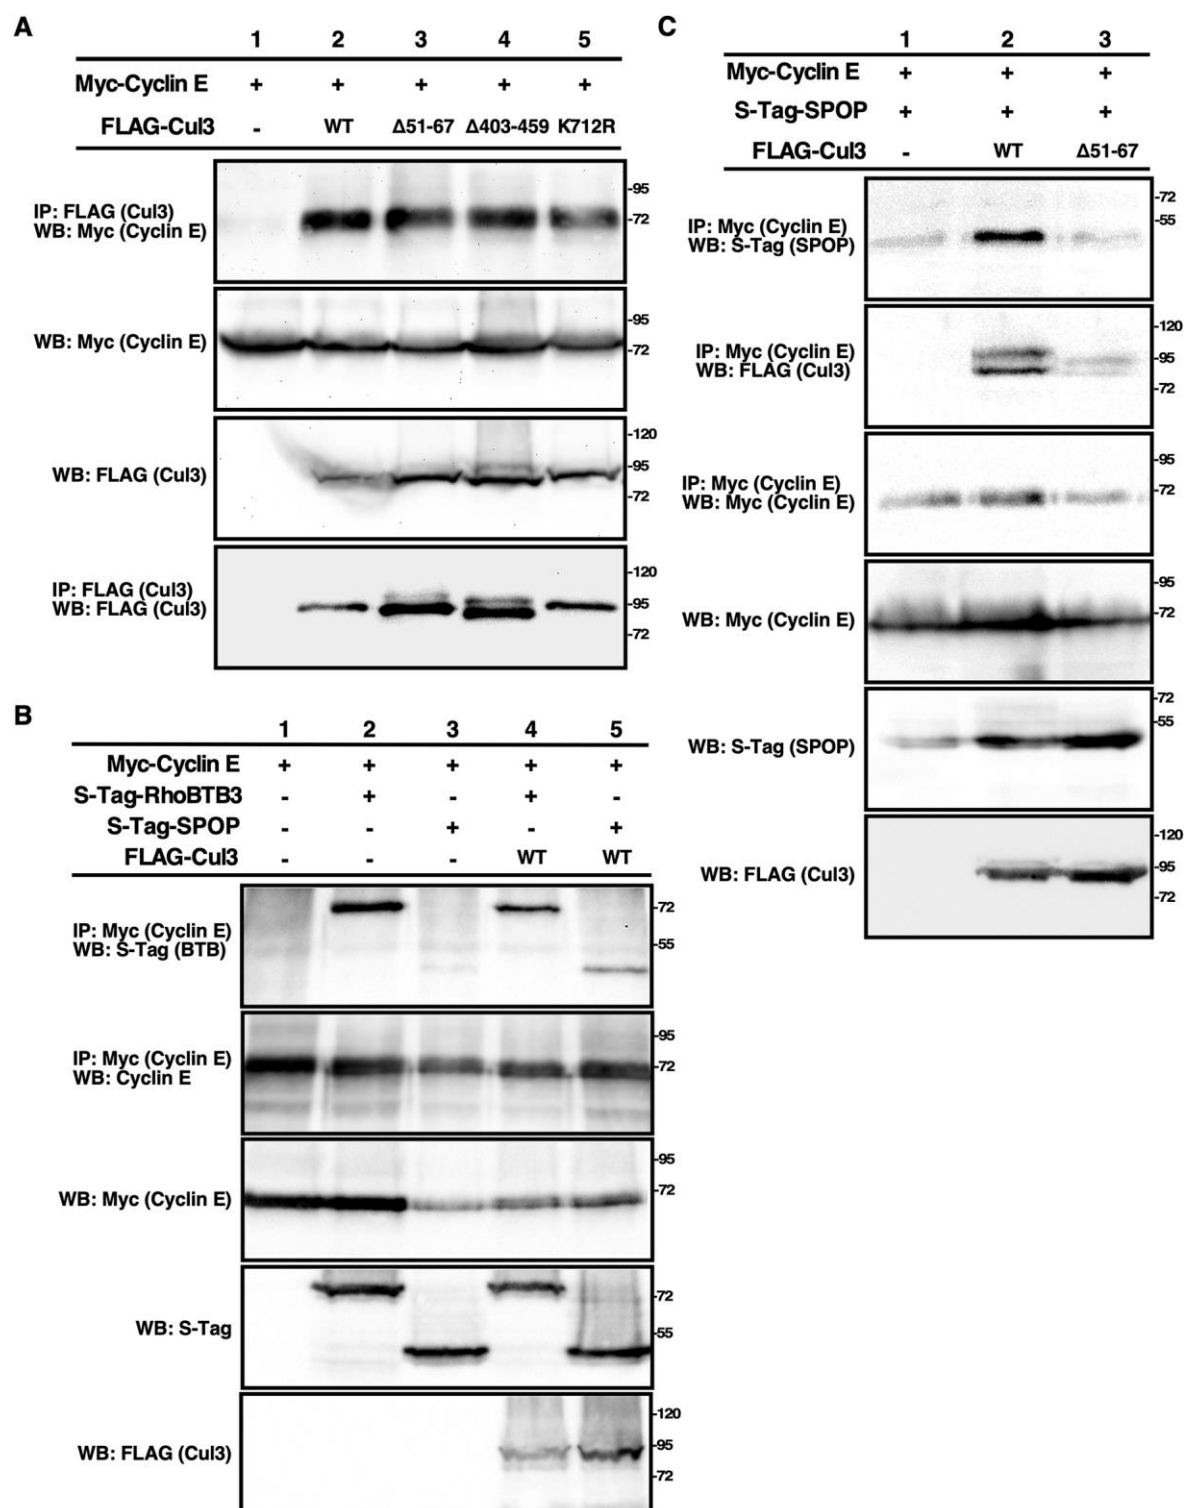 A
1 2 3 4 5
Myc-Cyclin E + + + + +
FLAG-Cul3 - WT Δ51-67 Δ403-459 K712R
IP: FLAG (Cul3)
WB: Myc (Cyclin E)
-95
-72
WB: Myc (Cyclin E)
-95
-72
WB: FLAG (Cul3)
-120
-95
-72
IP: FLAG (Cul3)
WB: FLAG (Cul3)
-120
-95
-72
B
1 2 3 4 5
Myc-Cyclin E + + + + +
S-Tag-RhoBTB3 - + - + -
S-Tag-SPOP - - + - +
FLAG-Cul3 - - - WT WT
IP: Myc (Cyclin E)
WB: S-Tag (BTB)
-72
-55
IP: Myc (Cyclin E)
WB: Cyclin E
-95
-72
WB: Myc (Cyclin E)
-95
-72
WB: S-Tag
-72
-55
WB: FLAG (Cul3)
-120
-95
-72
C
1 2 3
Myc-Cyclin E + + +
S-Tag-SPOP + + +
FLAG-Cul3 - WT Δ51-67
IP: Myc (Cyclin E)
WB: S-Tag (SPOP)
-72
-55
IP: Myc (Cyclin E)
WB: FLAG (Cul3)
-120
-95
-72
IP: Myc (Cyclin E)
WB: Myc (Cyclin E)
-95
-72
WB: Myc (Cyclin E)
-95
-72
WB: S-Tag (SPOP)
-72
-55
WB: FLAG (Cul3)
-120
-95
-72